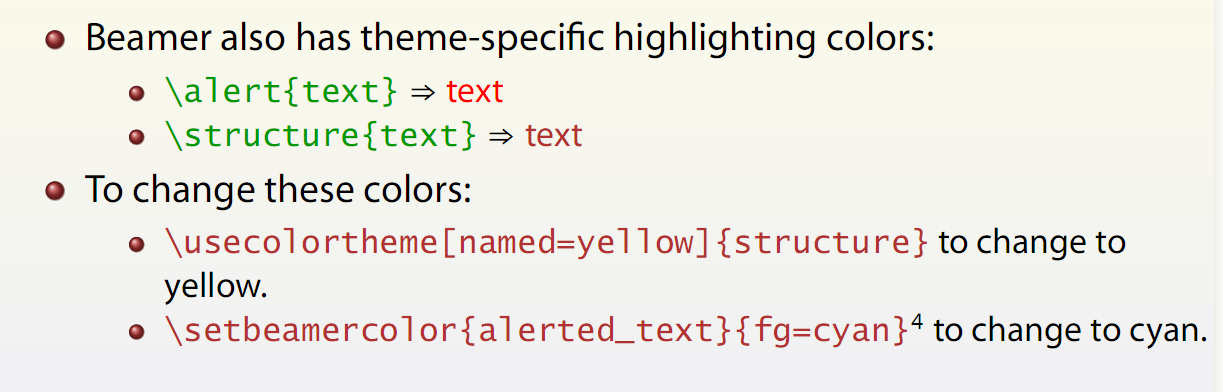 Beamer also has theme-specific highlighting colors:
\alert{text} ⇒ text
\structure{text} ⇒ text
To change these colors:
\usecolortheme[named=yellow]{structure} to change to
yellow.
\setbeamercolor{alerted_text}{fg=cyan}⁴ to change to cyan.